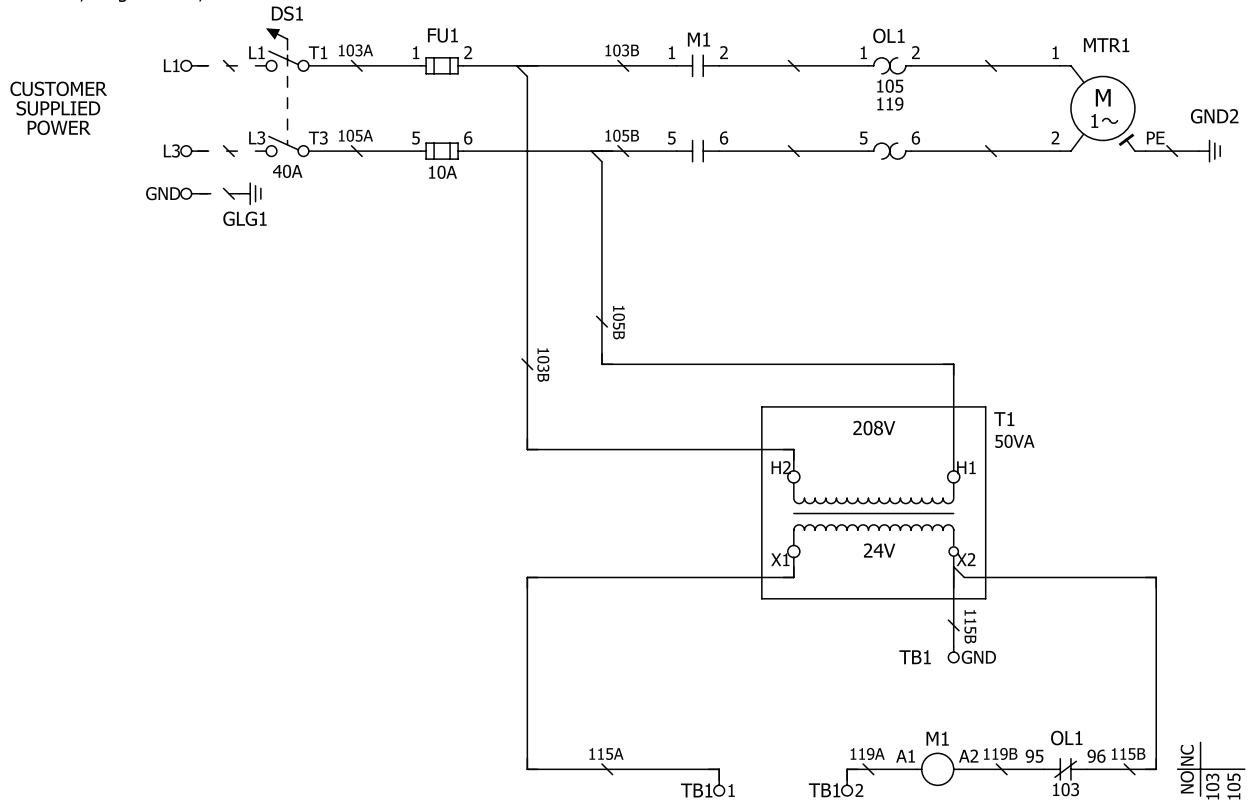 DS1
L1 L1 T1 103A 1 FU1 2 103B 1 M1 2 1 OL1 2 1 MTR1
105
119
CUSTOMER
SUPPLIED
POWER
M
1~
GND2
L3 L3 T3 105A 5 6 105B 5 6 5 6 2 PE
40A
10A
GND
GLG1
105B
103B
208V
T1
50VA
H2 H1
24V
X1 X2
115B
TB1 GND
115A
TB1 1
119A A1 M1 A2 119B 95 OL1 96 115B
TB1 2
103
NO NC
103
105